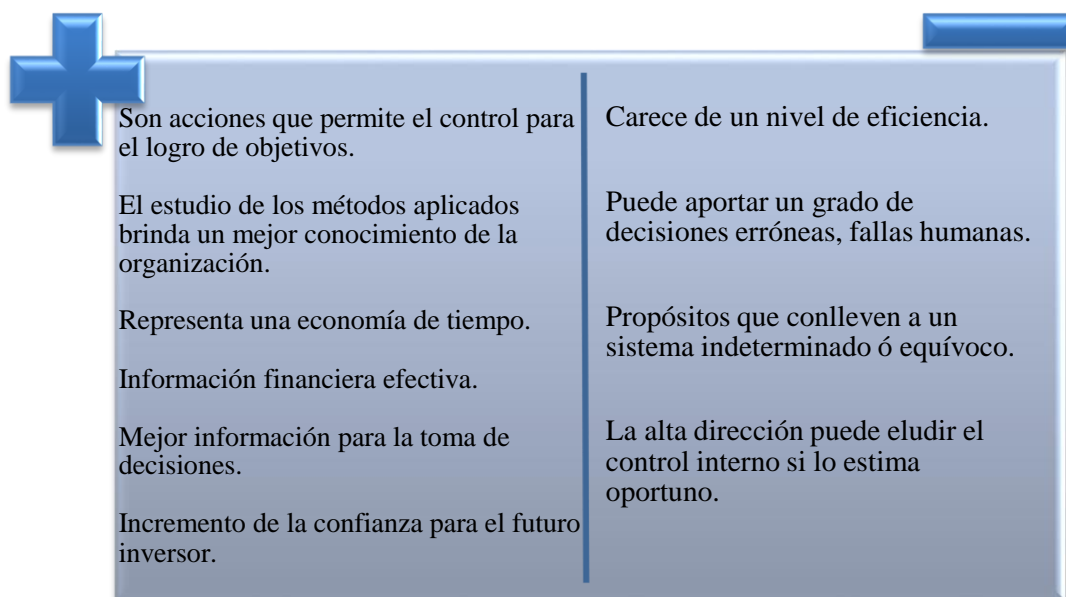 Son acciones que permite el control para
el logro de objetivos.
El estudio de los métodos aplicados
brinda un mejor conocimiento de la
organización.
Representa una economía de tiempo.
Información financiera efectiva.
Mejor información para la toma de
decisiones.
Incremento de la confianza para el futuro
inversor.
Carece de un nivel de eficiencia.
Puede aportar un grado de
decisiones erróneas, fallas humanas.
Propósitos que conlleven a un
sistema indeterminado ó equívoco.
La alta dirección puede eludir el
control interno si lo estima
oportuno.